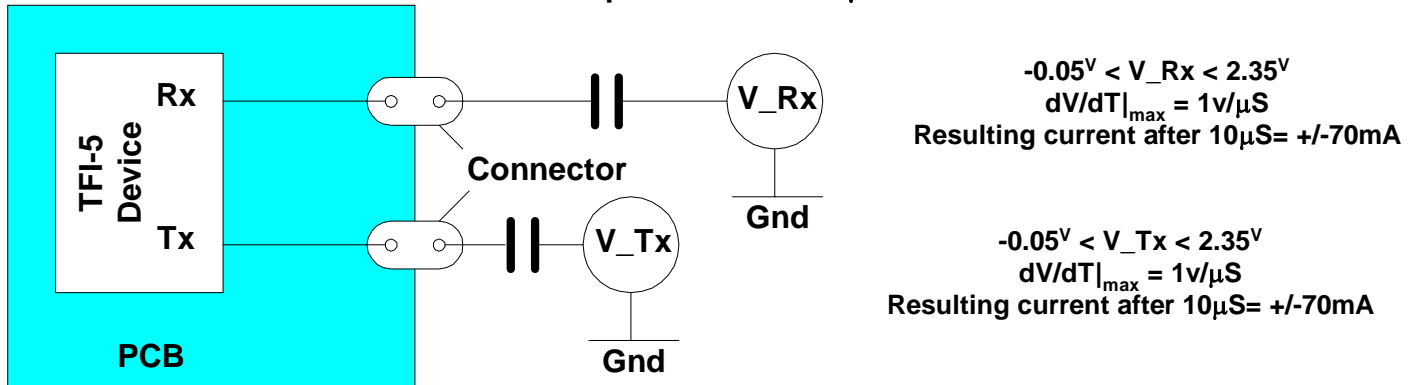 TFI-5
Device
Rx
Tx
PCB
Connector
V_Rx
Gnd
V_Tx
Gnd
-0.05V < V_Rx < 2.35V
dV/dT|max = 1v/μS
Resulting current after 10μS= +/-70mA
-0.05V < V_Tx < 2.35V
dV/dT|max = 1v/μS
Resulting current after 10μS= +/-70mA